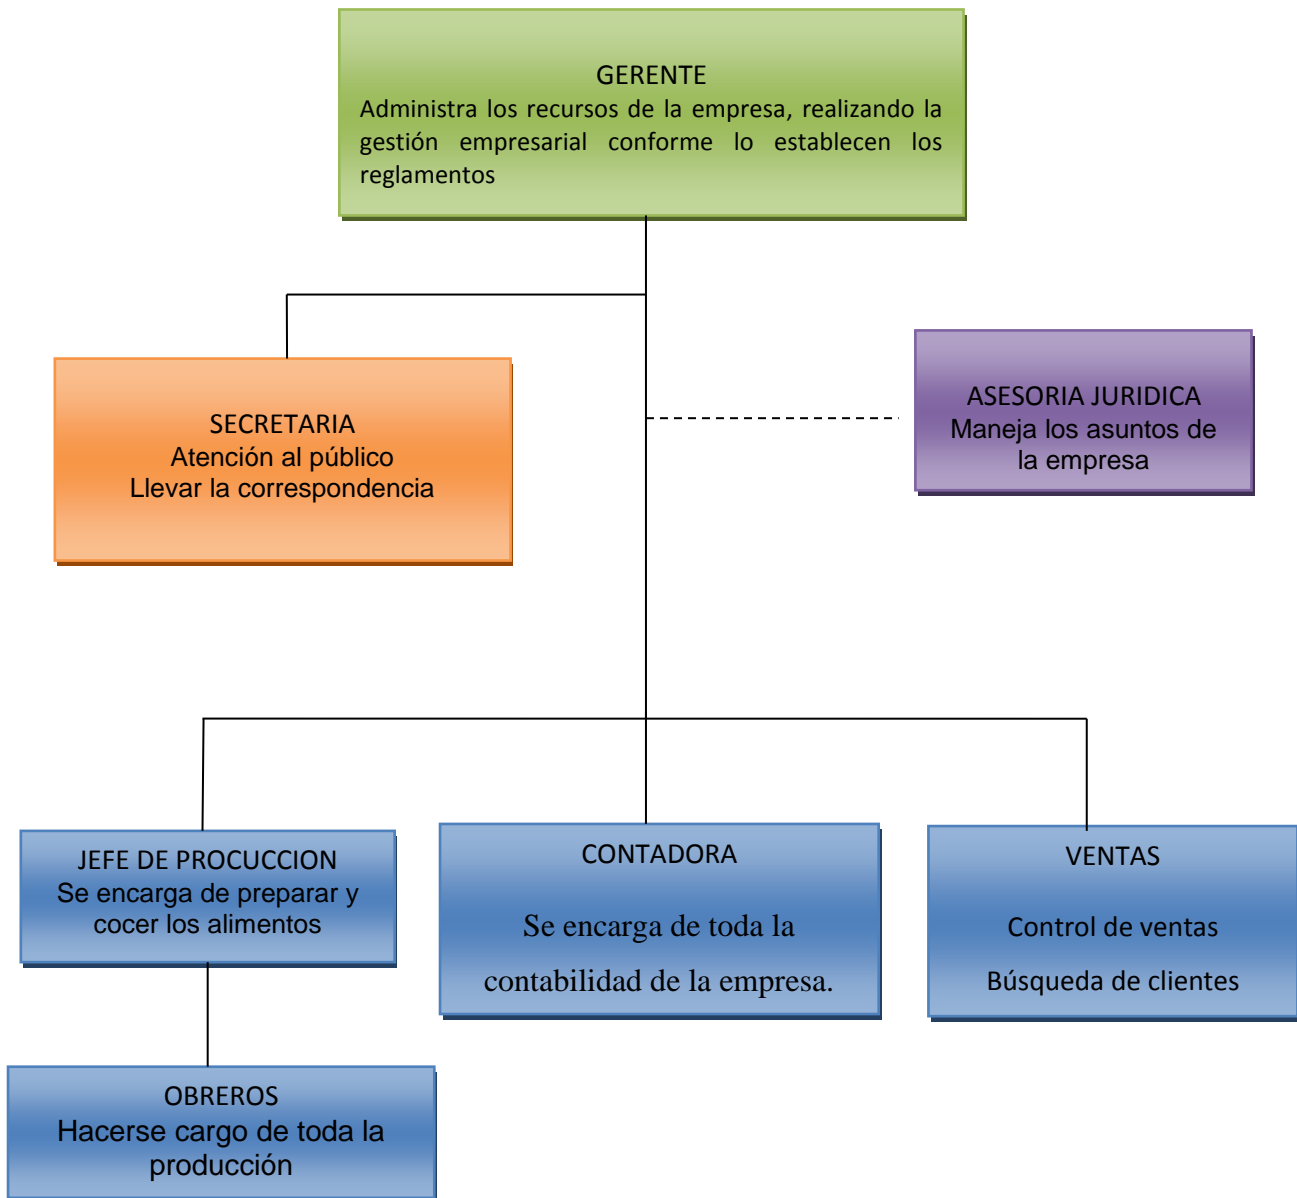 GERENTE
Administra los recursos de la empresa, realizando la
gestión empresarial conforme lo establecen los
reglamentos
SECRETARIA
Atención al público
Llevar la correspondencia
ASESORIA JURIDICA
Maneja los asuntos de
la empresa
JEFE DE PROCUCCION
Se encarga de preparar y
cocer los alimentos
CONTADORA
Se encarga de toda la
contabilidad de la empresa.
VENTAS
Control de ventas
Búsqueda de clientes
OBREROS
Hacerse cargo de toda la
producción